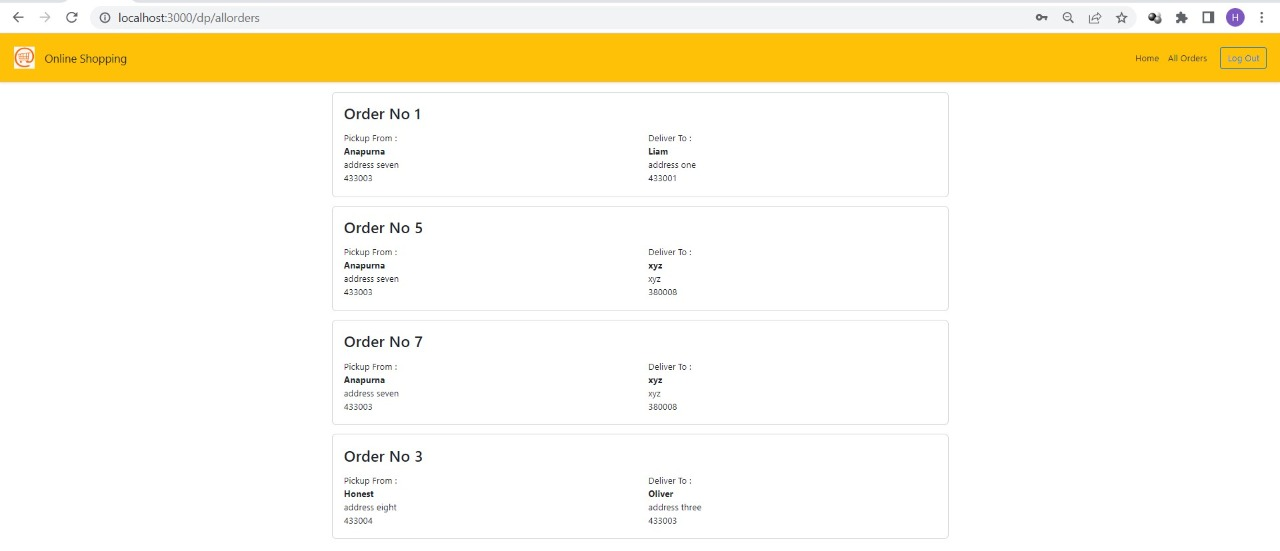 localhost:3000/dp/allorders
H
Online Shopping
Home All Orders Log Out
Order No 1
Pickup From : Deliver To :
Anapurna Liam
address seven address one
433003 433001
Order No 5
Pickup From : Deliver To :
Anapurna xyz
address seven xyz
433003 380008
Order No 7
Pickup From : Deliver To :
Anapurna xyz
address seven xyz
433003 380008
Order No 3
Pickup From : Deliver To :
Honest Oliver
address eight address three
433004 433003